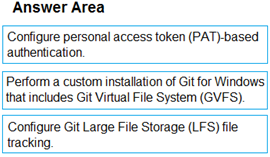 Answer Area
Configure personal access token (PAT)-based
authentication.
Perform a custom installation of Git for Windows
that includes Git Virtual File System (GVFS).
Configure Git Large File Storage (LFS) file
tracking.